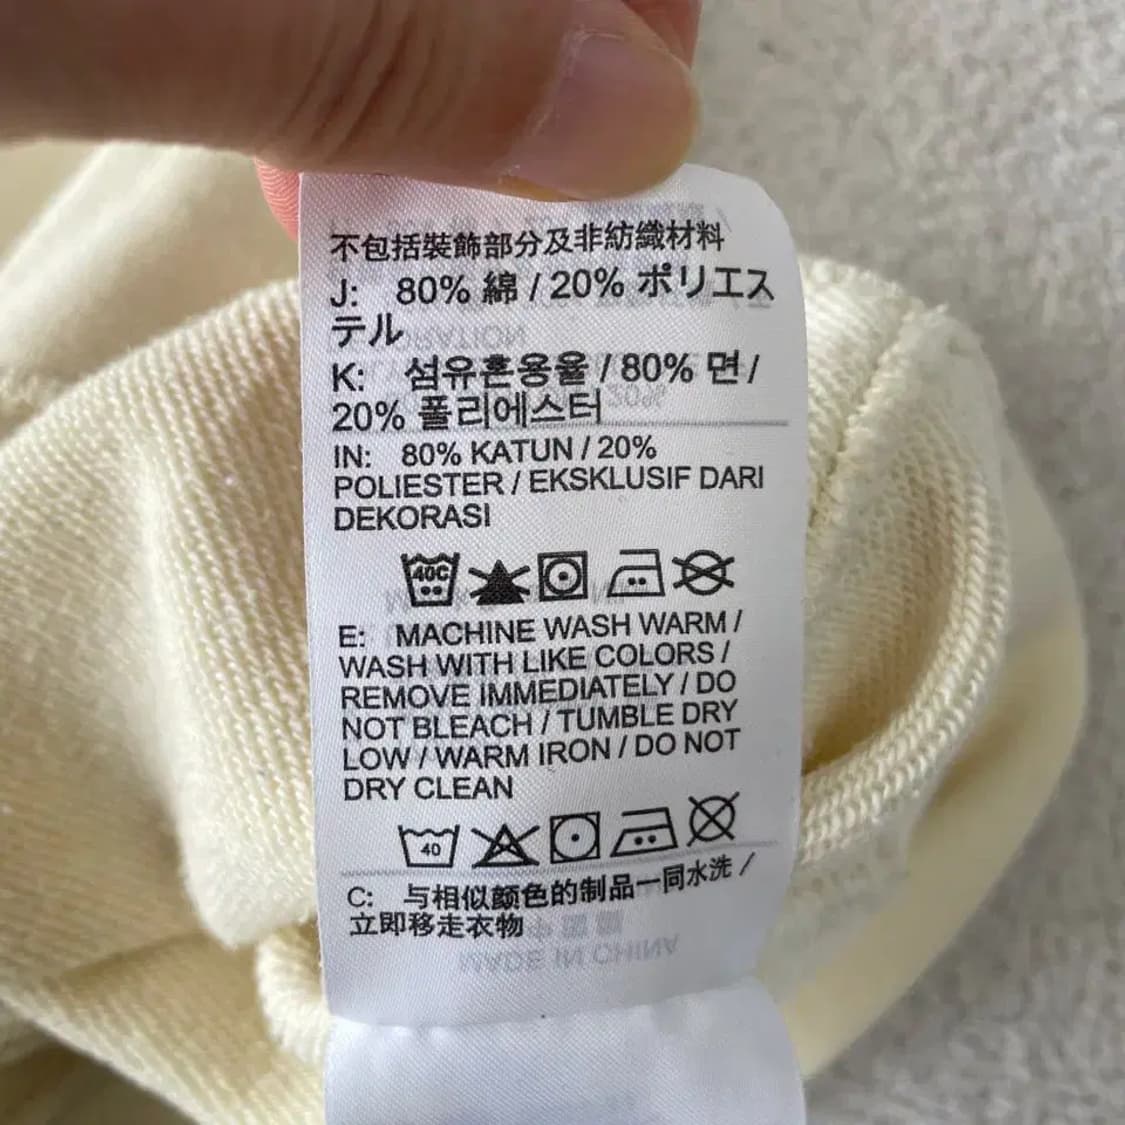 不包括裝飾部分及非紡織材料
J: 80% 綿 / 20% ポリエス
テル
K: 섬유혼용율 / 80% 면 /
20% 폴리에스터
IN: 80% KATUN / 20%
POLIESTER / EKSKLUSIF DARI
DEKORASI
40C
E: MACHINE WASH WARM /
WASH WITH LIKE COLORS /
REMOVE IMMEDIATELY / DO
NOT BLEACH / TUMBLE DRY
LOW / WARM IRON / DO NOT
DRY CLEAN
40
C: 与相似颜色的制品一同水洗 /
立即移走衣物
MADE IN CHINA